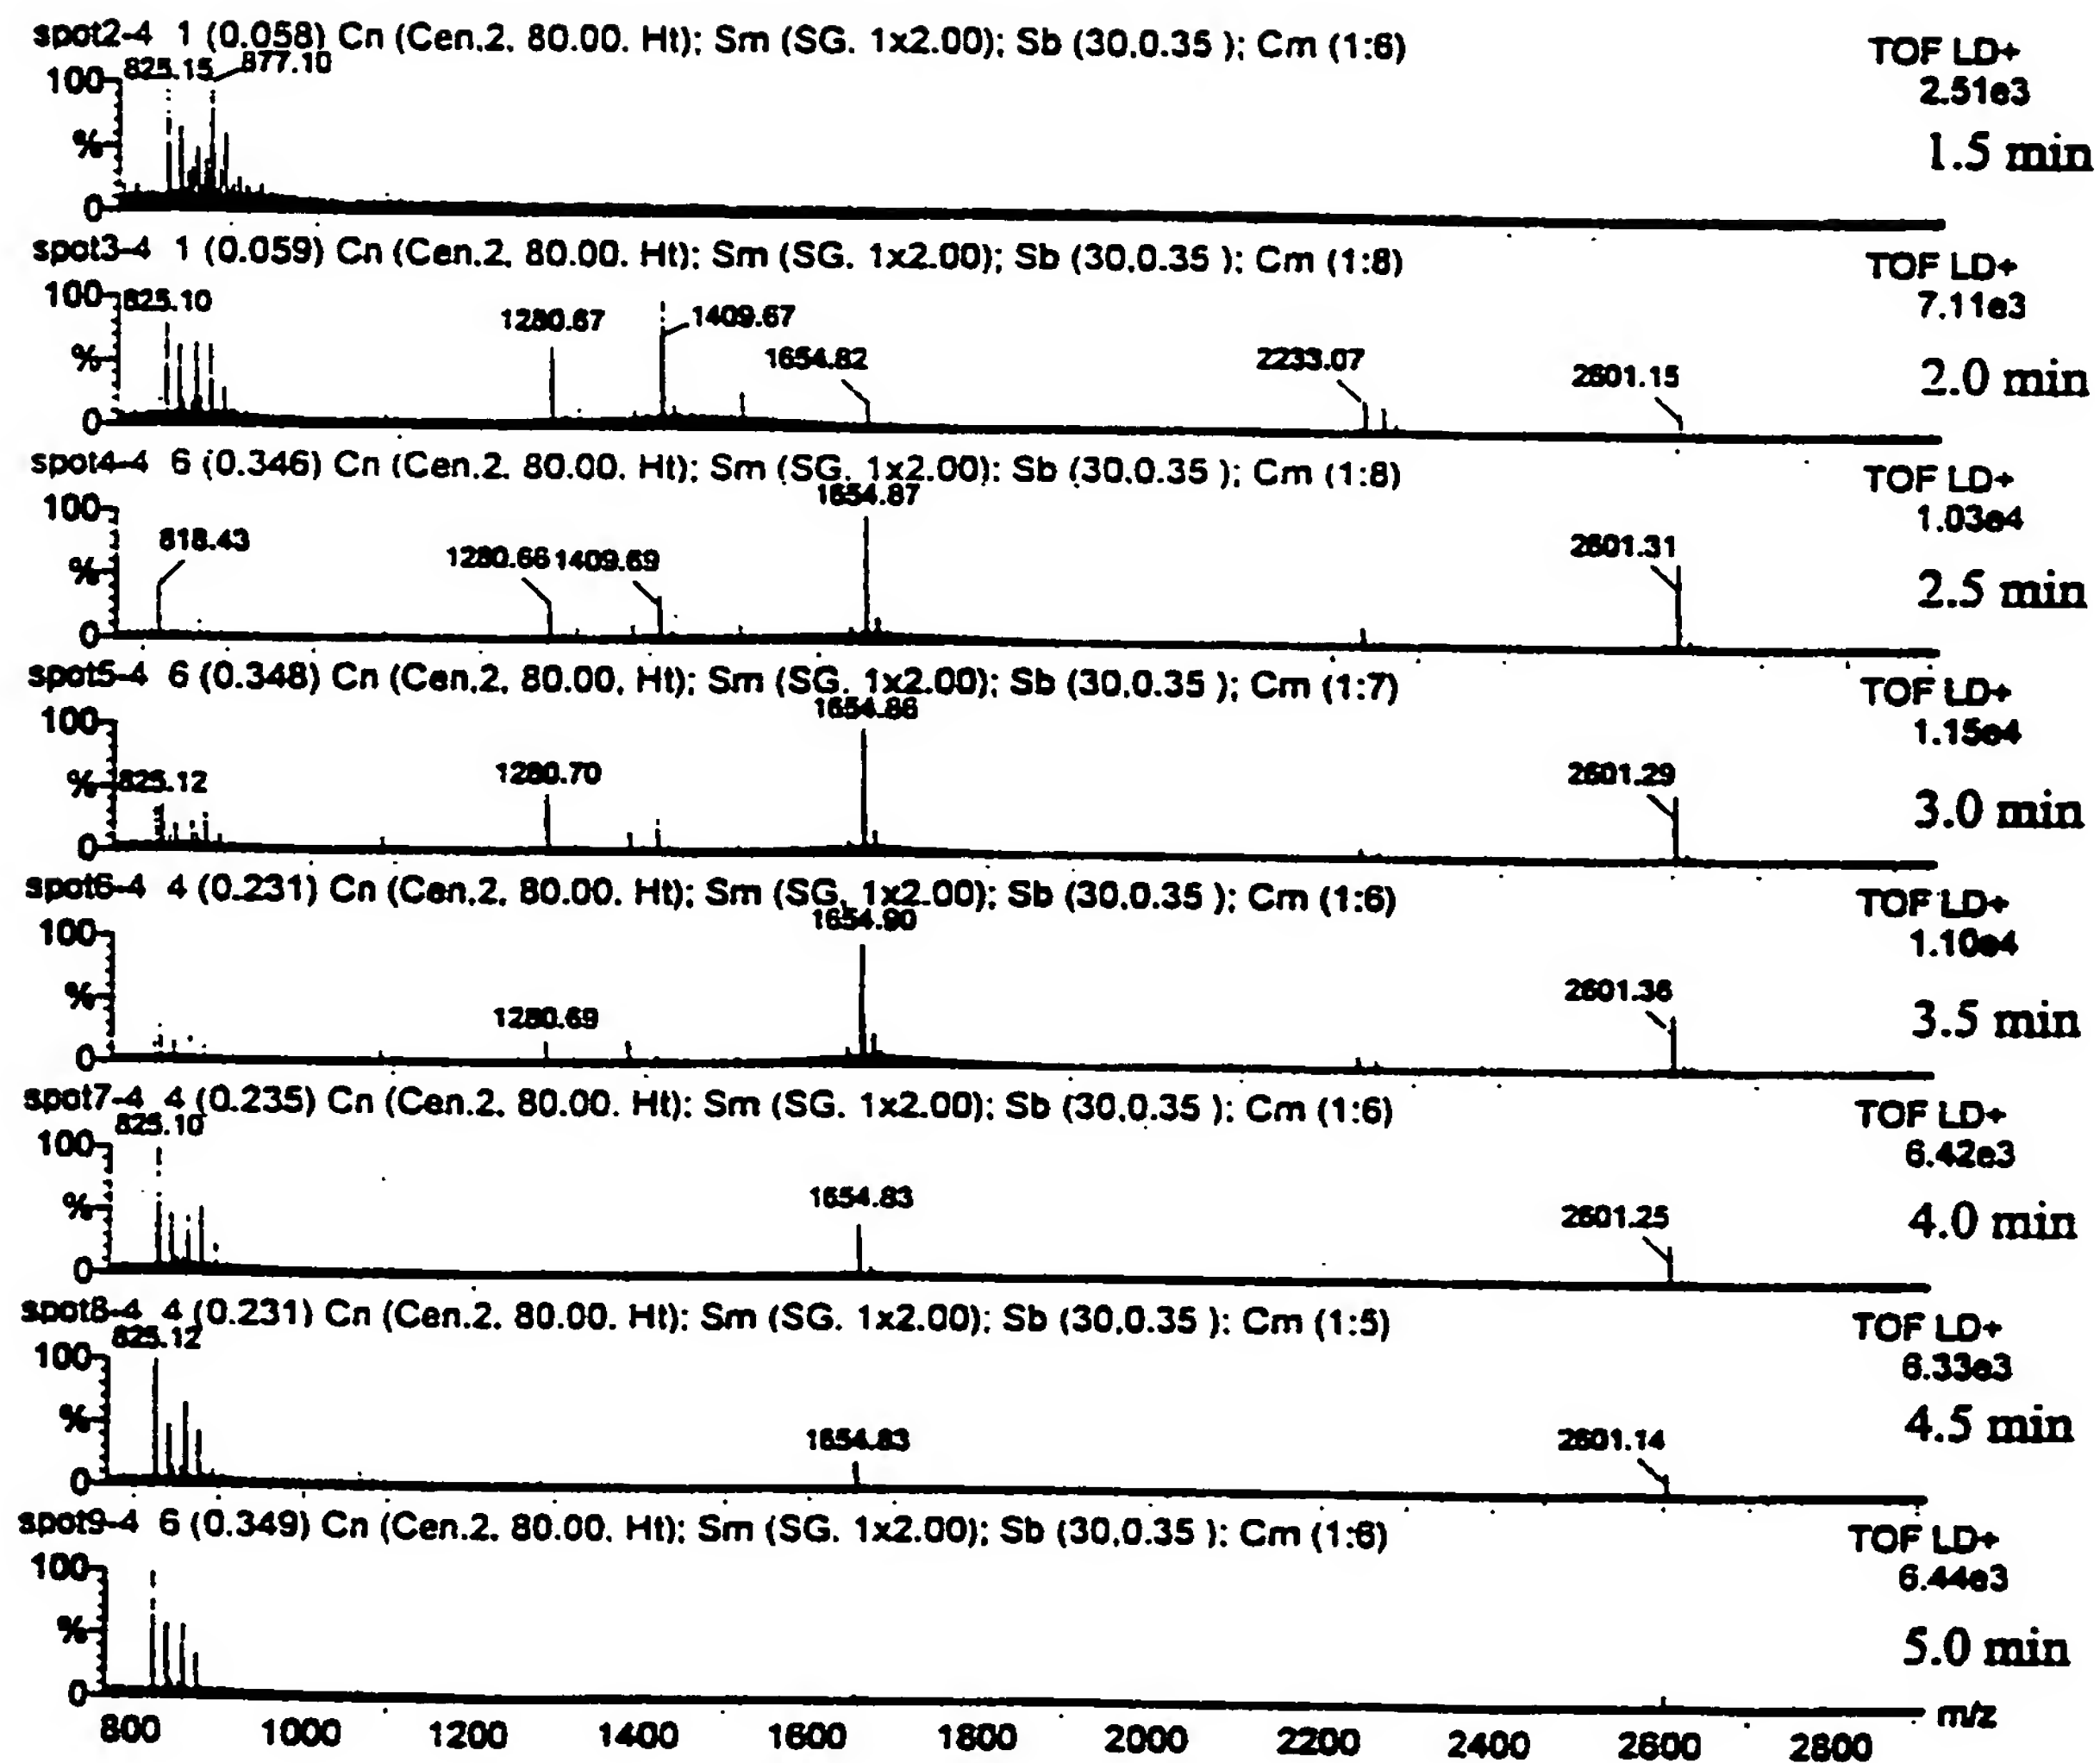 spot2-4 1 (0.058) Cn (Cen.2. 80.00. Ht); Sm (SG. 1x2.00); Sb (30.0.35 ); Cm (1:6) TOF LD+
825.15 877.10 2.51e3
100
% 1.5 min
0
spot3-4 1 (0.059) Cn (Cen.2. 80.00. Ht); Sm (SG. 1x2.00); Sb (30.0.35 ); Cm (1:8) TOF LD+
100 825.10 1280.67 1409.67 7.11e3
% 1654.82 2233.07 2601.15 2.0 min
0
spot4-4 6 (0.346) Cn (Cen.2. 80.00. Ht); Sm (SG. 1x2.00); Sb (30.0.35 ); Cm (1:8) TOF LD+
100 1654.87 1.03e4
818.43 1280.66 1409.69 2601.31
% 2.5 min
0
spot5-4 6 (0.348) Cn (Cen.2. 80.00. Ht); Sm (SG. 1x2.00); Sb (30.0.35 ); Cm (1:7) TOF LD+
100 1654.86 1.15e4
% 825.12 1280.70 2601.29 3.0 min
0
spot6-4 4 (0.231) Cn (Cen.2. 80.00. Ht); Sm (SG. 1x2.00); Sb (30.0.35 ); Cm (1:6) TOF LD+
100 1654.90 1.10e4
% 1280.69 2601.36 3.5 min
0
spot7-4 4 (0.235) Cn (Cen.2. 80.00. Ht); Sm (SG. 1x2.00); Sb (30.0.35 ); Cm (1:6) TOF LD+
100 825.10 6.42e3
% 1654.83 2601.25 4.0 min
0
spot8-4 4 (0.231) Cn (Cen.2. 80.00. Ht); Sm (SG. 1x2.00); Sb (30.0.35 ); Cm (1:5) TOF LD+
100 825.12 6.33e3
% 1654.83 2601.14 4.5 min
0
spot9-4 6 (0.349) Cn (Cen.2. 80.00. Ht); Sm (SG. 1x2.00); Sb (30.0.35 ); Cm (1:6) TOF LD+
100 6.44e3
% 5.0 min
0 m/z
800 1000 1200 1400 1600 1800 2000 2200 2400 2600 2800